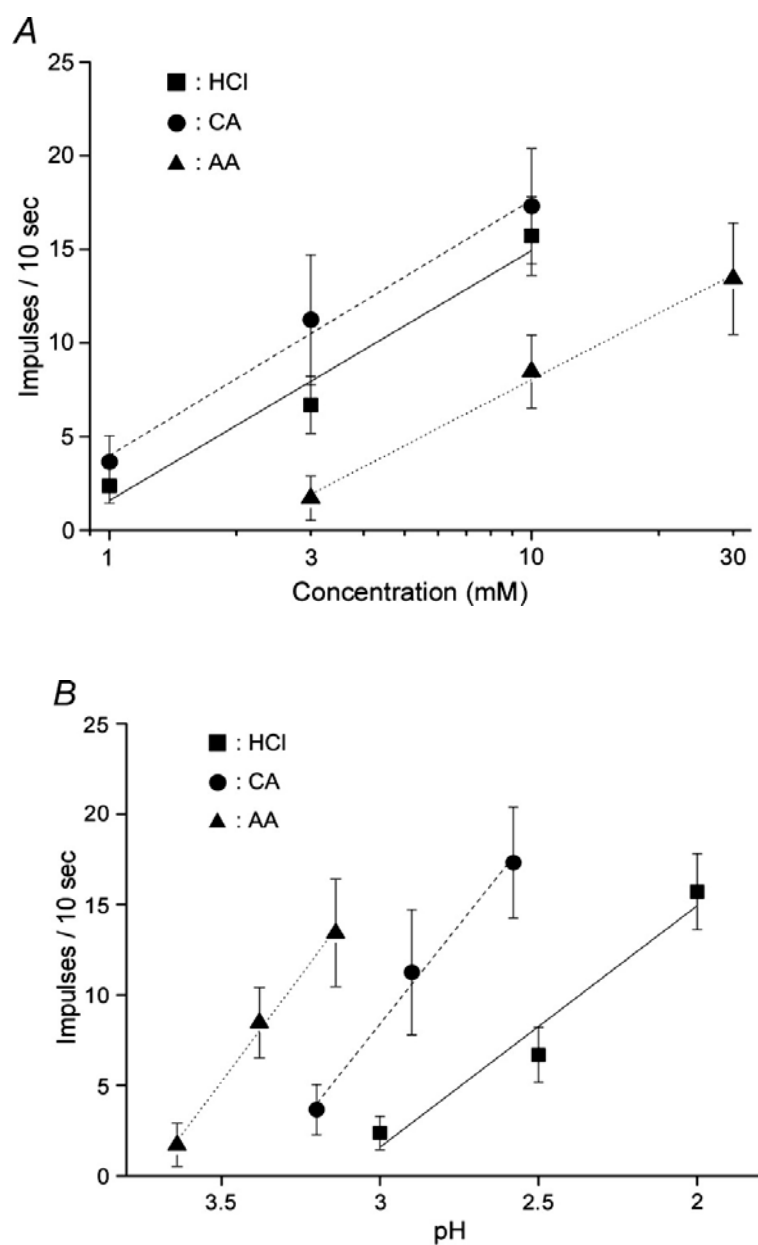 A
25
20
15
10
5
0
Impulses / 10 sec
■ : HCl
● : CA
▲ : AA
1 3 10 30
Concentration (mM)
B
25
20
15
10
5
0
Impulses / 10 sec
■ : HCl
● : CA
▲ : AA
3.5 3 2.5 2
pH